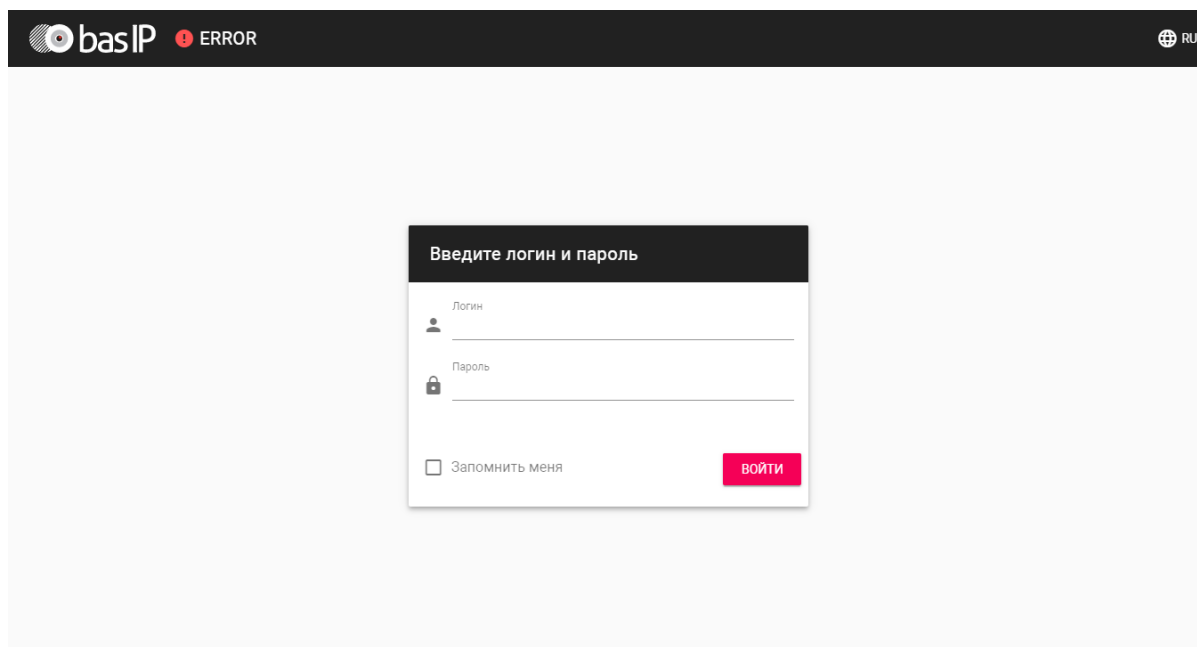 bas IP
ERROR
RU
Введите логин и пароль
Логин
Пароль
Запомнить меня
ВОЙТИ